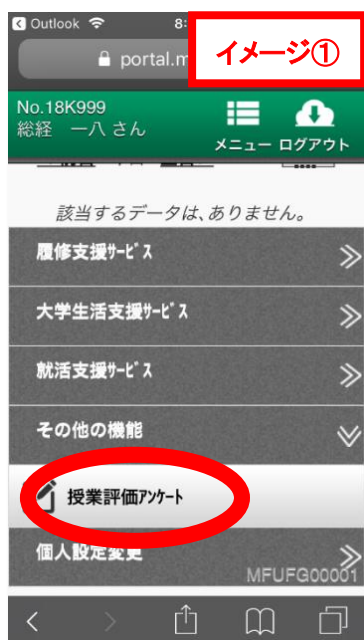 Outlook
8:
イメージ①
portal.m
No.18K999
総経 一八 さん
メニュー ログアウト
該当するデータは、ありません。
履修支援ｻｰﾋﾞｽ
大学生活支援ｻｰﾋﾞｽ
就活支援ｻｰﾋﾞｽ
その他の機能
授業評価ｱﾝｹｰﾄ
個人設定変更
MFUFG00001